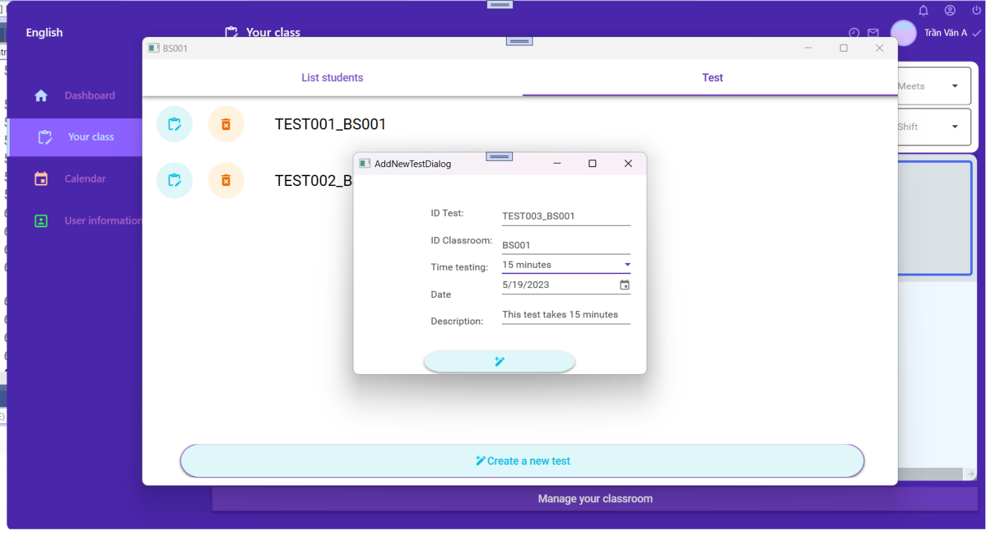 English
Your class
Trần Văn A
BS001
List students
Test
Meets
Dashboard
TEST001_BS001
Shift
Your class
AddNewTestDialog
Calendar
TEST002_B
ID Test:
TEST003_BS001
User information
ID Classroom:
BS001
Time testing:
15 minutes
Date
5/19/2023
Description:
This test takes 15 minutes
Create a new test
Manage your classroom